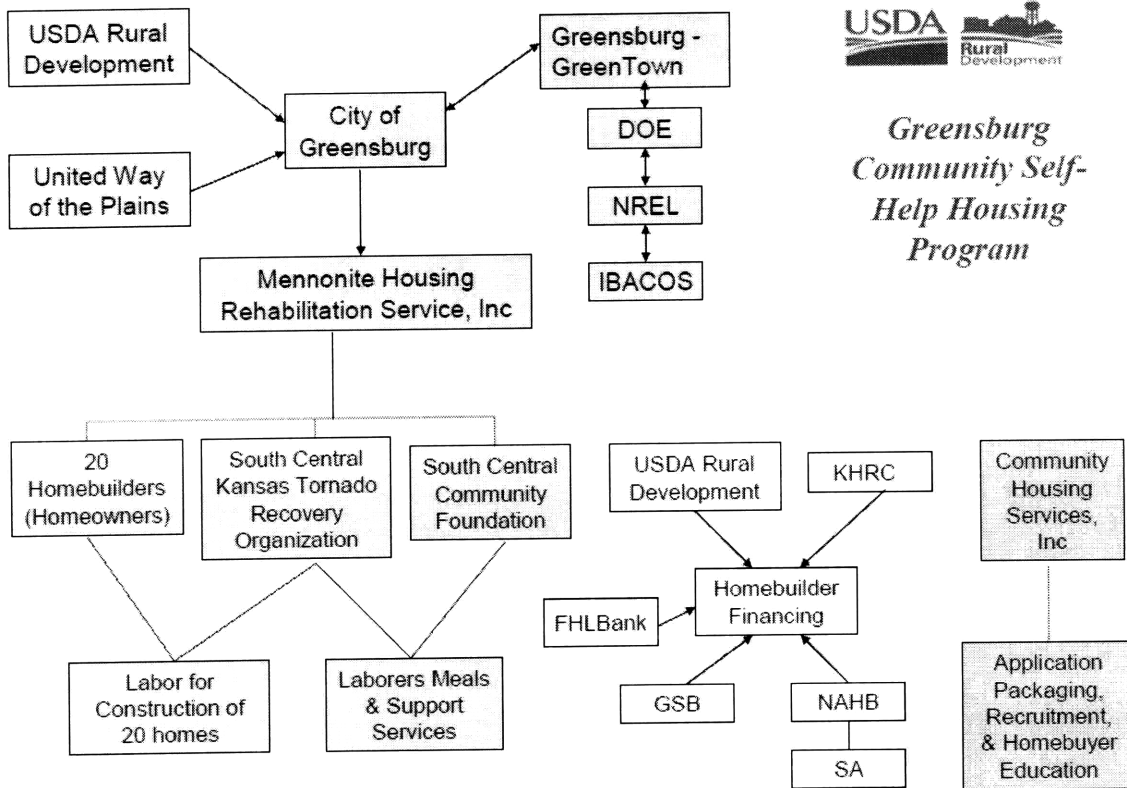 USDA Rural
Development
Greensburg -
GreenTown
USDA
Rural
Development
City of
Greensburg
DOE
Greensburg
Community Self-
Help Housing
Program
United Way
of the Plains
NREL
Mennonite Housing
Rehabilitation Service, Inc
IBACOS
20
Homebuilders
(Homeowners)
South Central
Kansas Tornado
Recovery
Organization
South Central
Community
Foundation
USDA Rural
Development
KHRC
Community
Housing
Services,
Inc
Homebuilder
Financing
FHLBank
Labor for
Construction of
20 homes
Laborers Meals
& Support
Services
GSB
NAHB
SA
Application
Packaging,
Recruitment,
& Homebuyer
Education